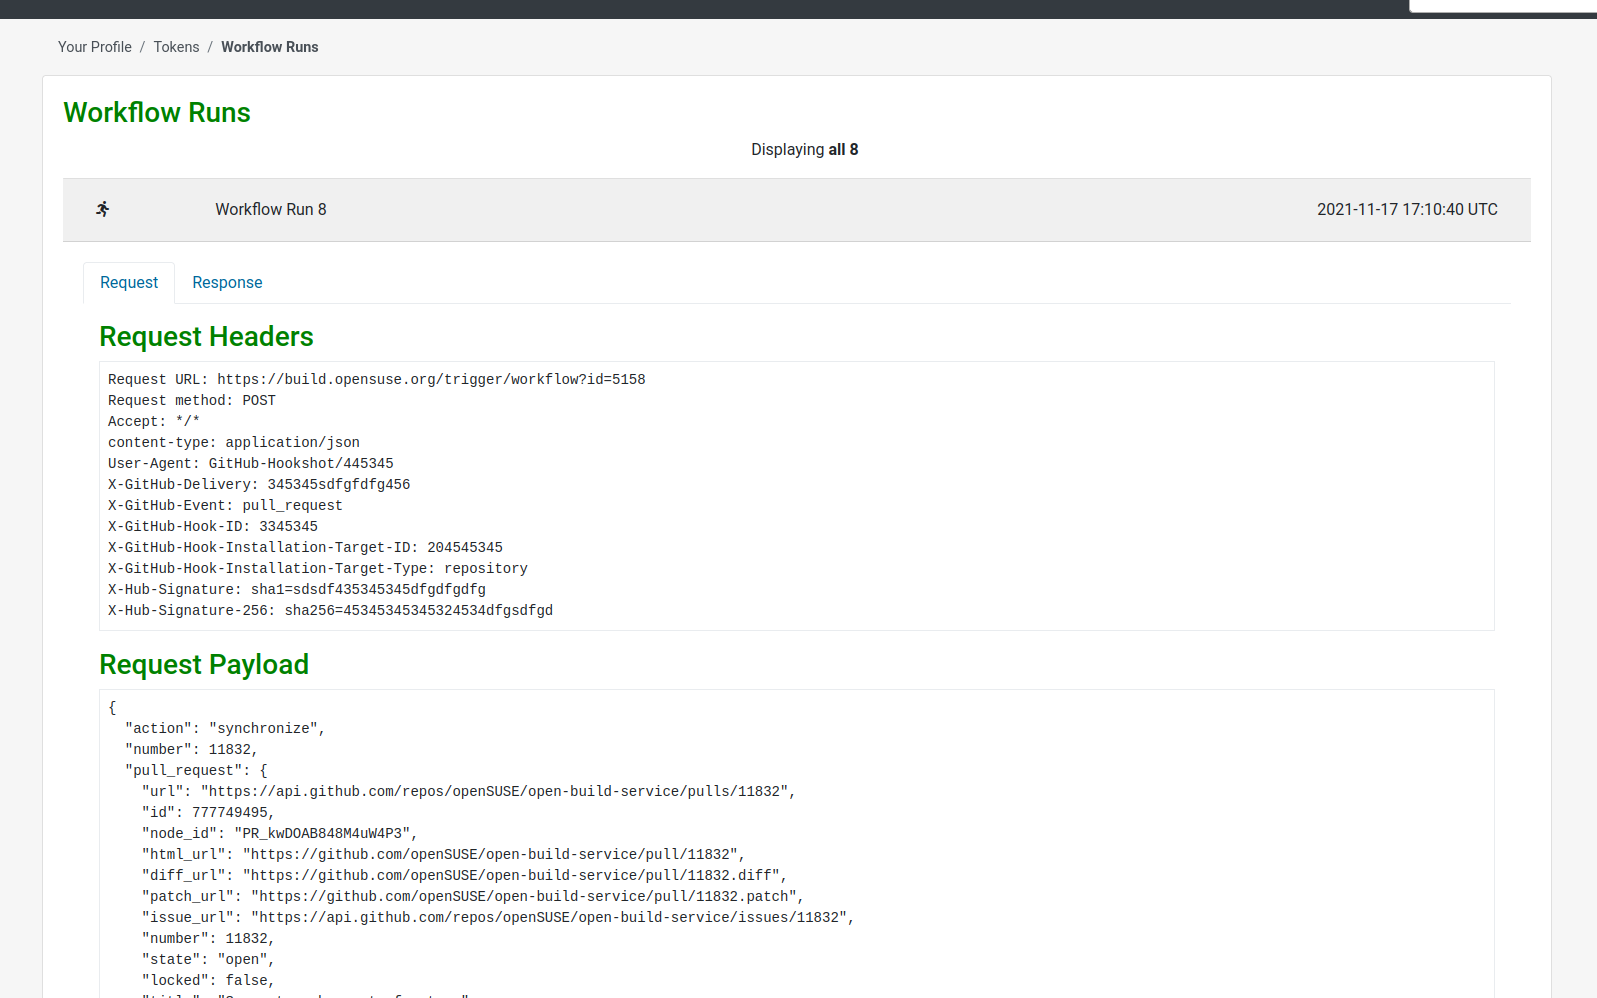 Your Profile / Tokens / Workflow Runs
Workflow Runs
Displaying all 8
Workflow Run 8 2021-11-17 17:10:40 UTC
Request Response
Request Headers
Request URL: https://build.opensuse.org/trigger/workflow?id=5158
Request method: POST
Accept: */*
content-type: application/json
User-Agent: GitHub-Hookshot/445345
X-GitHub-Delivery: 345345sdfgfdfg456
X-GitHub-Event: pull_request
X-GitHub-Hook-ID: 3345345
X-GitHub-Hook-Installation-Target-ID: 204545345
X-GitHub-Hook-Installation-Target-Type: repository
X-Hub-Signature: sha1=sdsdf435345345dfgdfgdfg
X-Hub-Signature-256: sha256=45345345345324534dfgsdfgd
Request Payload
{
  "action": "synchronize",
  "number": 11832,
  "pull_request": {
    "url": "https://api.github.com/repos/openSUSE/open-build-service/pulls/11832",
    "id": 777749495,
    "node_id": "PR_kwDOAB848M4uW4P3",
    "html_url": "https://github.com/openSUSE/open-build-service/pull/11832",
    "diff_url": "https://github.com/openSUSE/open-build-service/pull/11832.diff",
    "patch_url": "https://github.com/openSUSE/open-build-service/pull/11832.patch",
    "issue_url": "https://api.github.com/repos/openSUSE/open-build-service/issues/11832",
    "number": 11832,
    "state": "open",
    "locked": false,